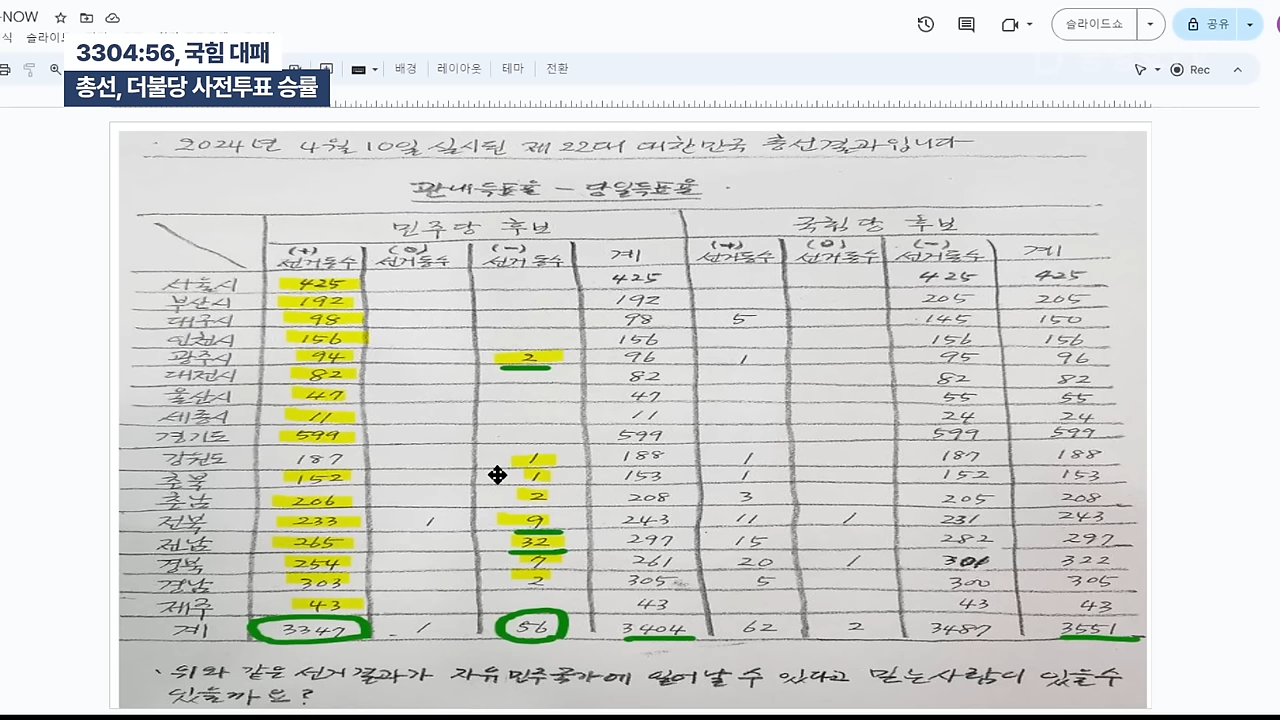 -NOW
슬라이드쇼
공유
식 슬라이드
3304:56, 국힘 대패
총선, 더불당 사전투표 승률
배경 레이아웃 테마 전환
Rec
· 2024년 4월 10일 실시된 제 22대 대한민국 총선결과입니다
관내득표율 - 당일득표율
민주당 후보 국힘당 후보
(+) (0) (-) 계 (+) (0) (-) 계
선거동수 선거동수 선거동수 선거동수 선거동수 선거동수
서울시 425 425 425 425
부산시 192 192 205 205
대구시 98 98 5 145 150
인천시 156 156 156 156
광주시 94 2 96 1 95 96
대전시 82 82 82 82
울산시 47 47 55 55
세종시 11 11 24 24
경기도 599 599 599 599
강원도 187 1 188 1 187 188
충북 152 1 153 1 152 153
충남 206 2 208 3 205 208
전북 233 1 9 243 11 1 231 243
전남 265 32 297 15 282 297
경북 254 7 261 20 1 301 322
경남 303 2 305 5 300 305
제주 43 43 43 43
계 3347 1 56 3404 62 2 3487 3551
· 위와 같은 선거결과가 자유민주국가에 일어날 수 있다고 믿는사람이 있을수
있을까요?